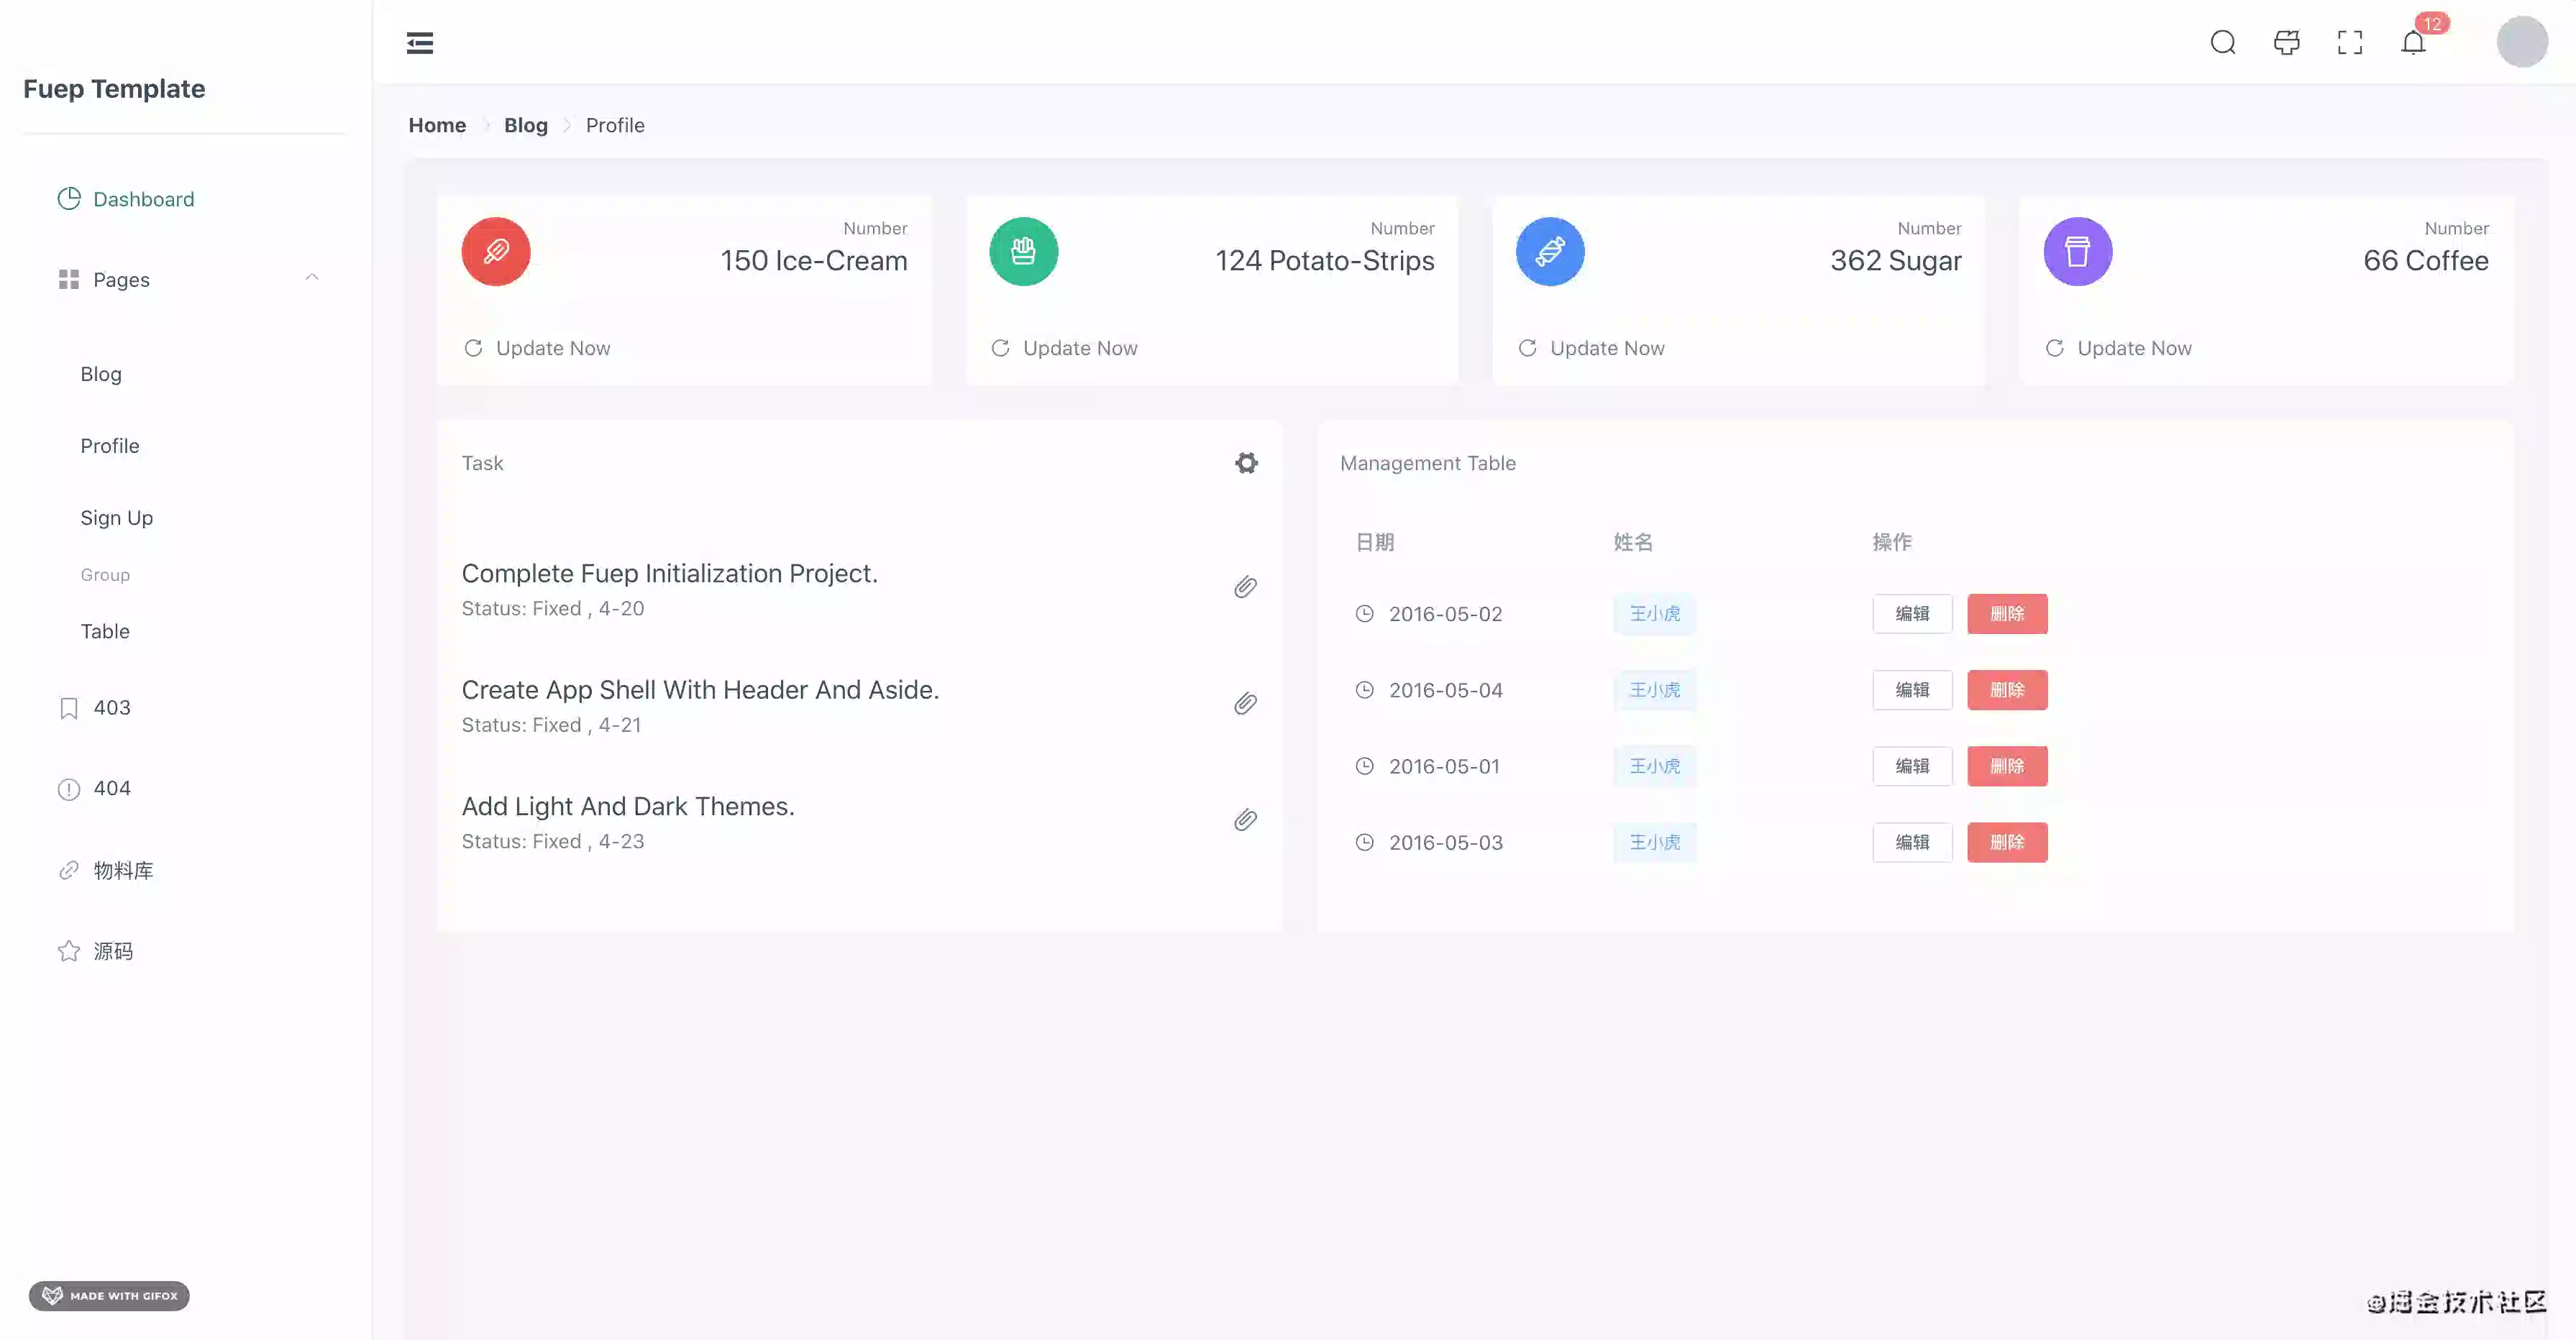 12
Fuep Template
Home Blog Profile
Dashboard
Pages
Blog
Profile
Sign Up
Group
Table
403
404
物料库
源码
Number
150 Ice-Cream
Update Now
Number
124 Potato-Strips
Update Now
Number
362 Sugar
Update Now
Number
66 Coffee
Update Now
Task
Complete Fuep Initialization Project.
Status: Fixed , 4-20
Create App Shell With Header And Aside.
Status: Fixed , 4-21
Add Light And Dark Themes.
Status: Fixed , 4-23
Management Table
日期 姓名 操作
2016-05-02 王小虎 编辑 删除
2016-05-04 王小虎 编辑 删除
2016-05-01 王小虎 编辑 删除
2016-05-03 王小虎 编辑 删除
MADE WITH GIFOX
@掘金技术社区